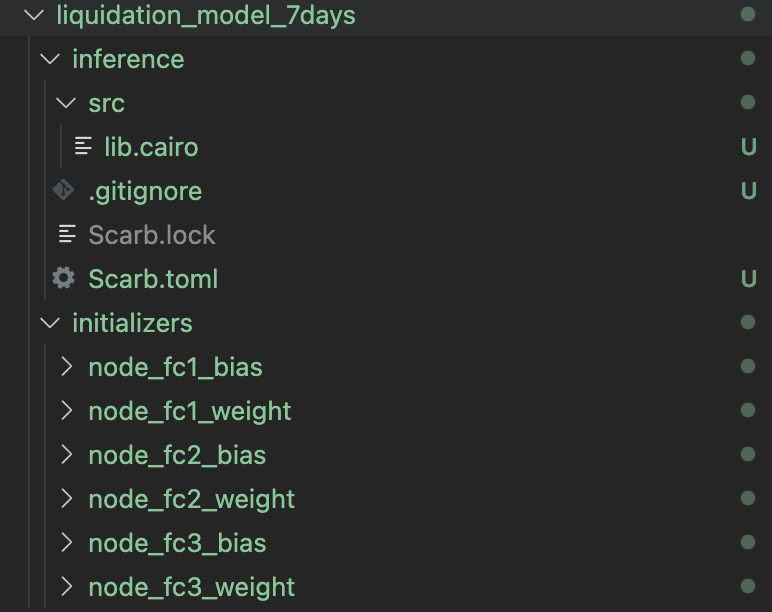 liquidation_model_7days
inference
src
lib.cairo U
.gitignore U
Scarb.lock
Scarb.toml U
initializers
node_fc1_bias
node_fc1_weight
node_fc2_bias
node_fc2_weight
node_fc3_bias
node_fc3_weight